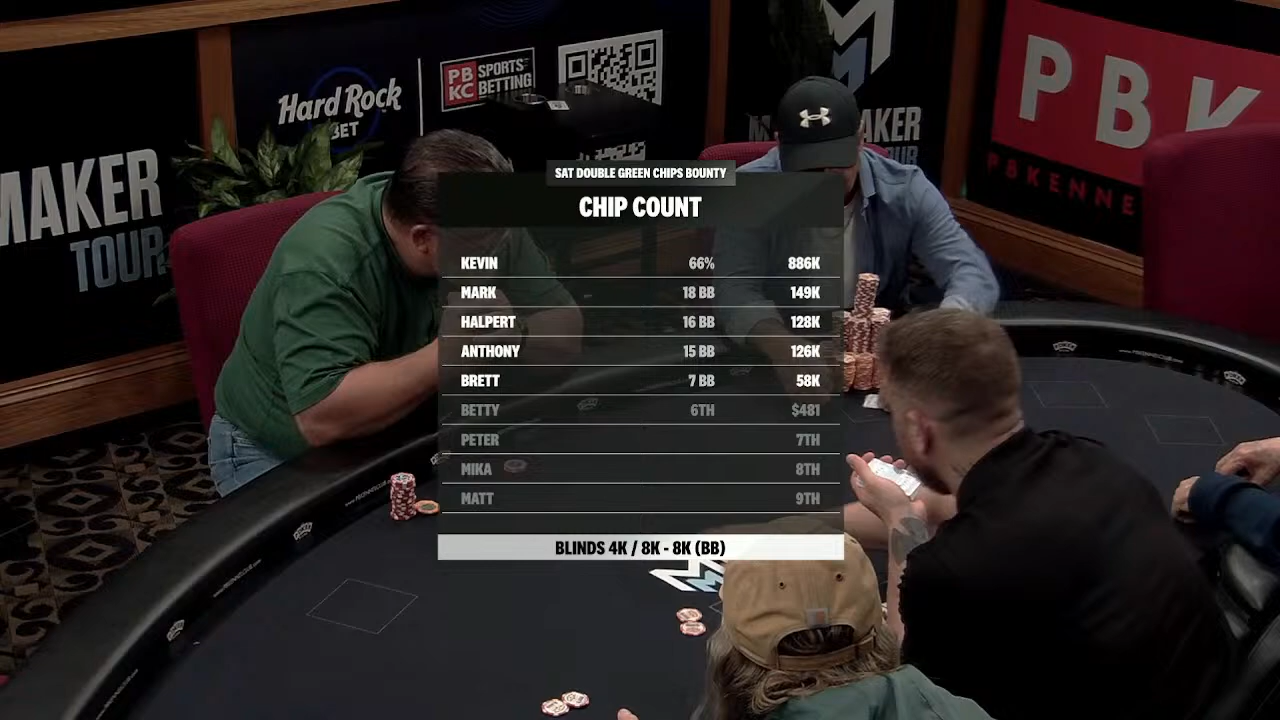 Hard Rock
BET
PB
KC
SPORTS
BETTING
MAKER
TOUR
AKER
PBK
PBKENNE
SAT DOUBLE GREEN CHIPS BOUNTY
CHIP COUNT
KEVIN 66% 886K
MARK 18 BB 149K
HALPERT 16 BB 128K
ANTHONY 15 BB 126K
BRETT 7 BB 58K
BETTY 6TH $481
PETER 7TH
MIKA 8TH
MATT 9TH
BLINDS 4K / 8K - 8K (BB)